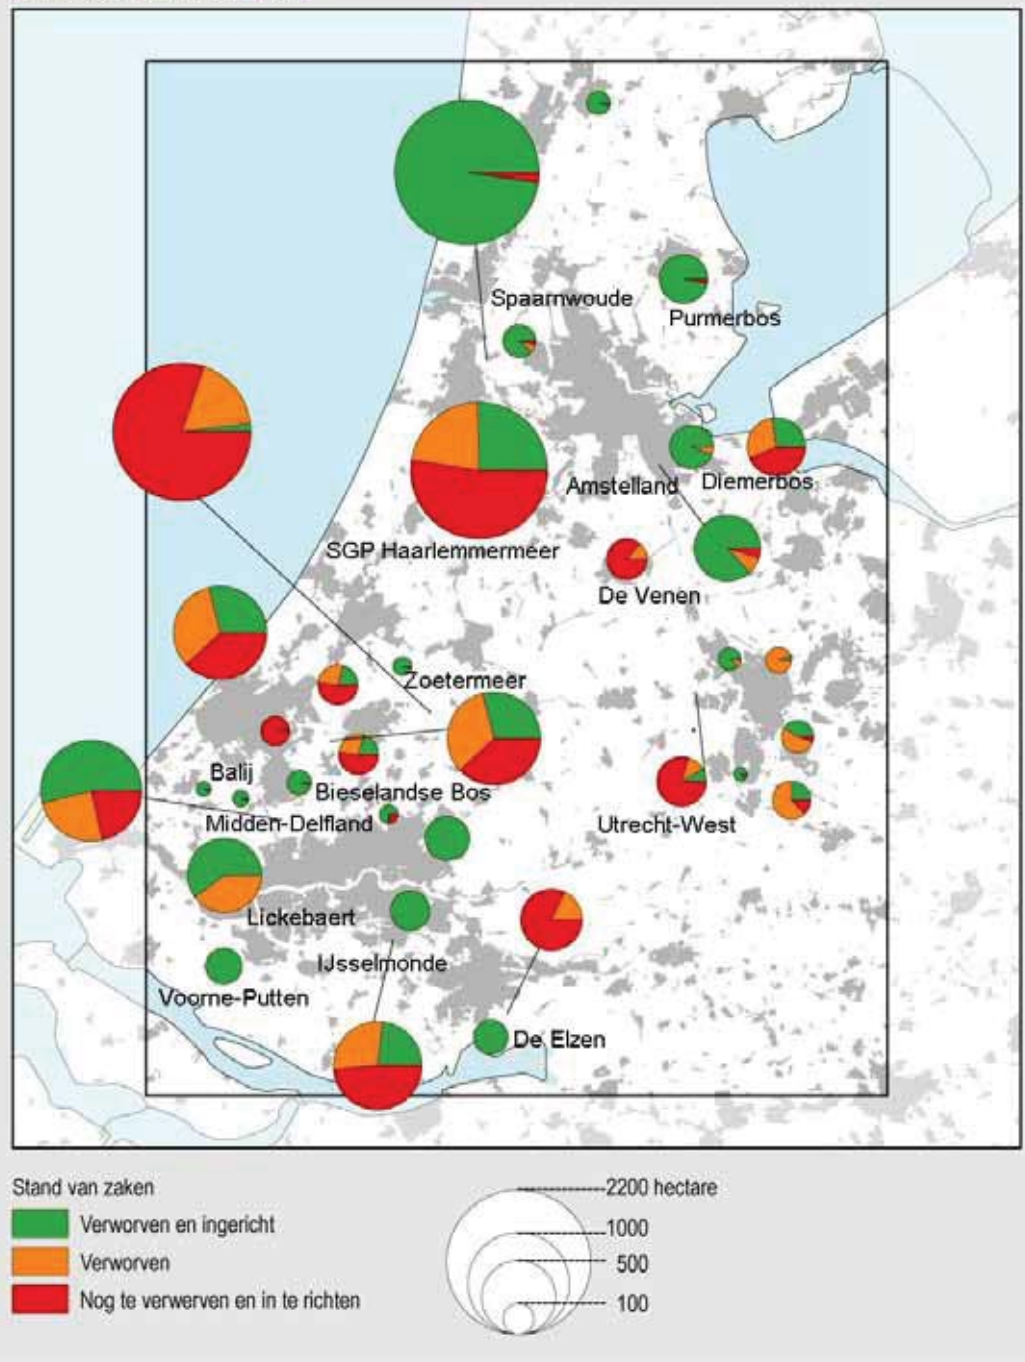 Spaarnwoude
Purmerbos
Amstelland
Diemerbos
SGP Haarlemmermeer
De Venen
Zoetermeer
Balij
Bieselandse Bos
Midden-Delfland
Utrecht-West
Lickebaert
IJsselmonde
Voorne-Putten
De Elzen
Stand van zaken
Verworven en ingericht
Verworven
Nog te verwerven en in te richten
2200 hectare
1000
500
100